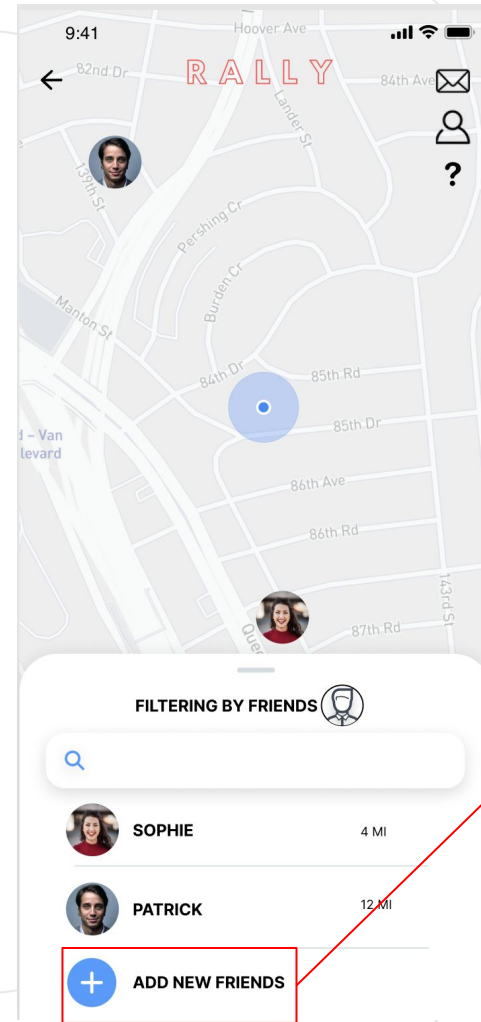 9:41
Hoover Ave
82nd Dr
RALLY
84th Ave
Lander St
?
139th St
Pershing Cr
Burden Cr
Manton St
84th Dr
85th Rd
85th Dr
d – Van
levard
86th Ave
86th Rd
143rd St
87th Rd
Quee
FILTERING BY FRIENDS
SOPHIE 4 MI
PATRICK 12 MI
+ ADD NEW FRIENDS